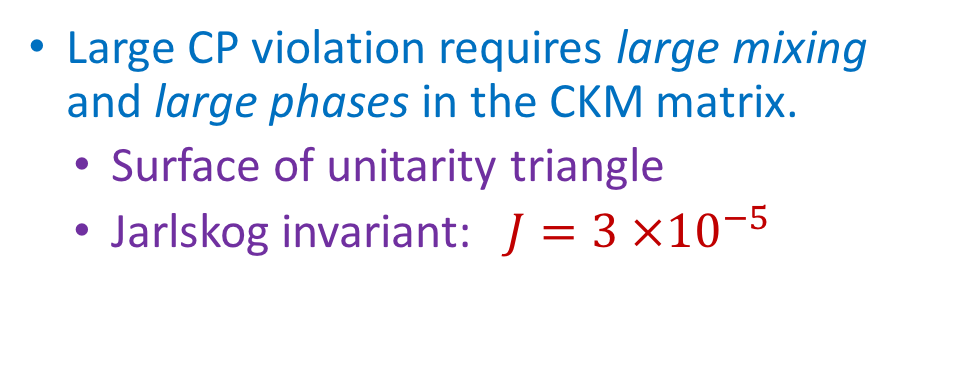 • Large CP violation requires large mixing
and large phases in the CKM matrix.
• Surface of unitarity triangle
• Jarlskog invariant: J = 3 ×10⁻⁵